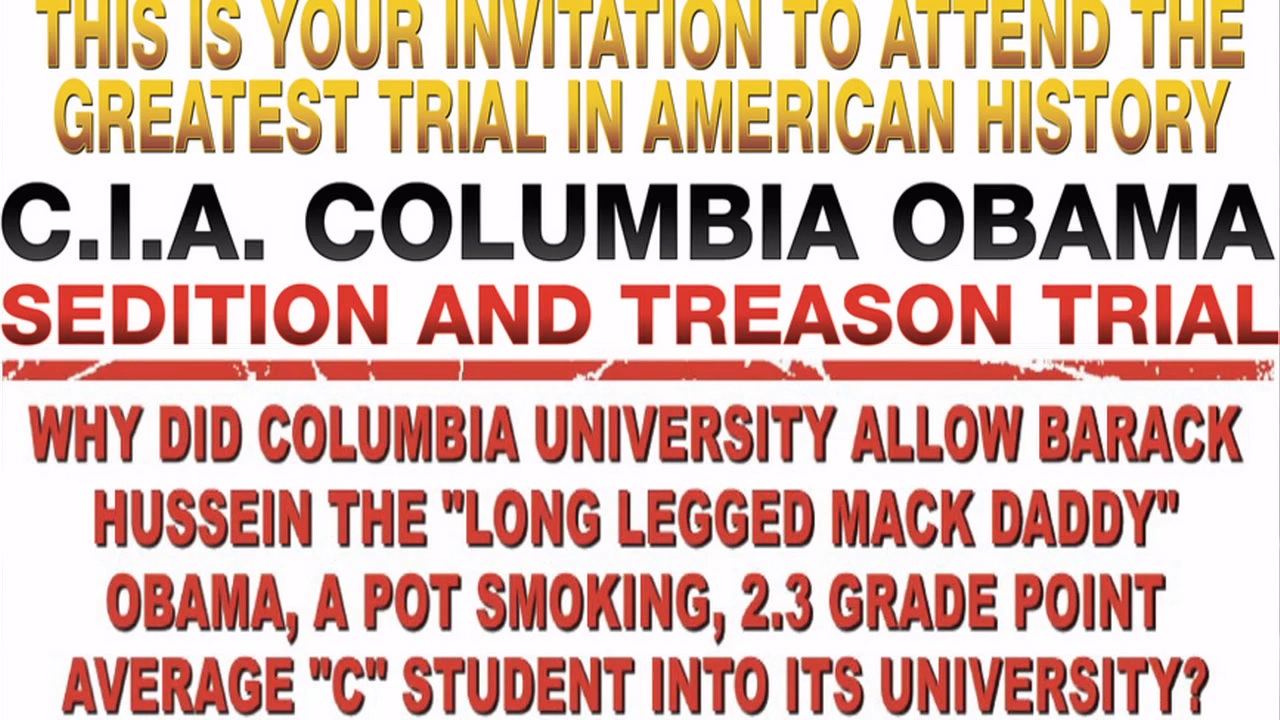 THIS IS YOUR INVITATION TO ATTEND THE
GREATEST TRIAL IN AMERICAN HISTORY
C.I.A. COLUMBIA OBAMA
SEDITION AND TREASON TRIAL
WHY DID COLUMBIA UNIVERSITY ALLOW BARACK
HUSSEIN THE "LONG LEGGED MACK DADDY"
OBAMA, A POT SMOKING, 2.3 GRADE POINT
AVERAGE "C" STUDENT INTO ITS UNIVERSITY?